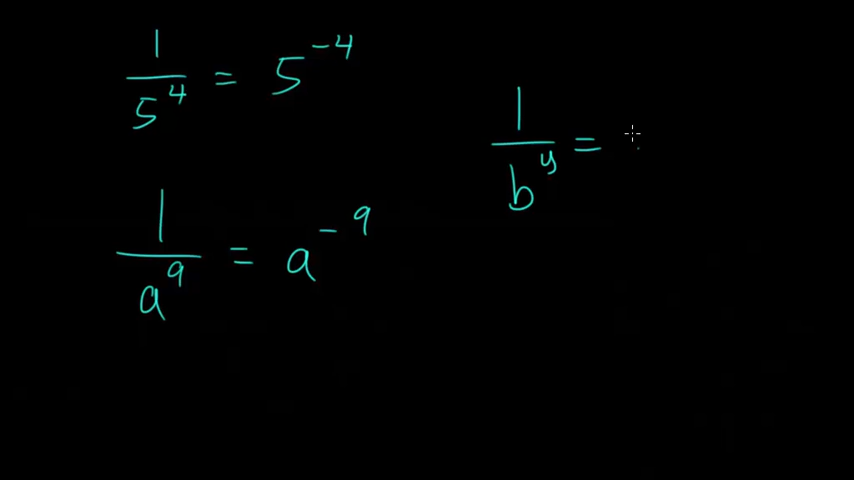 1/5^4 = 5^-4
1/b^y =
1/a^9 = a^-9